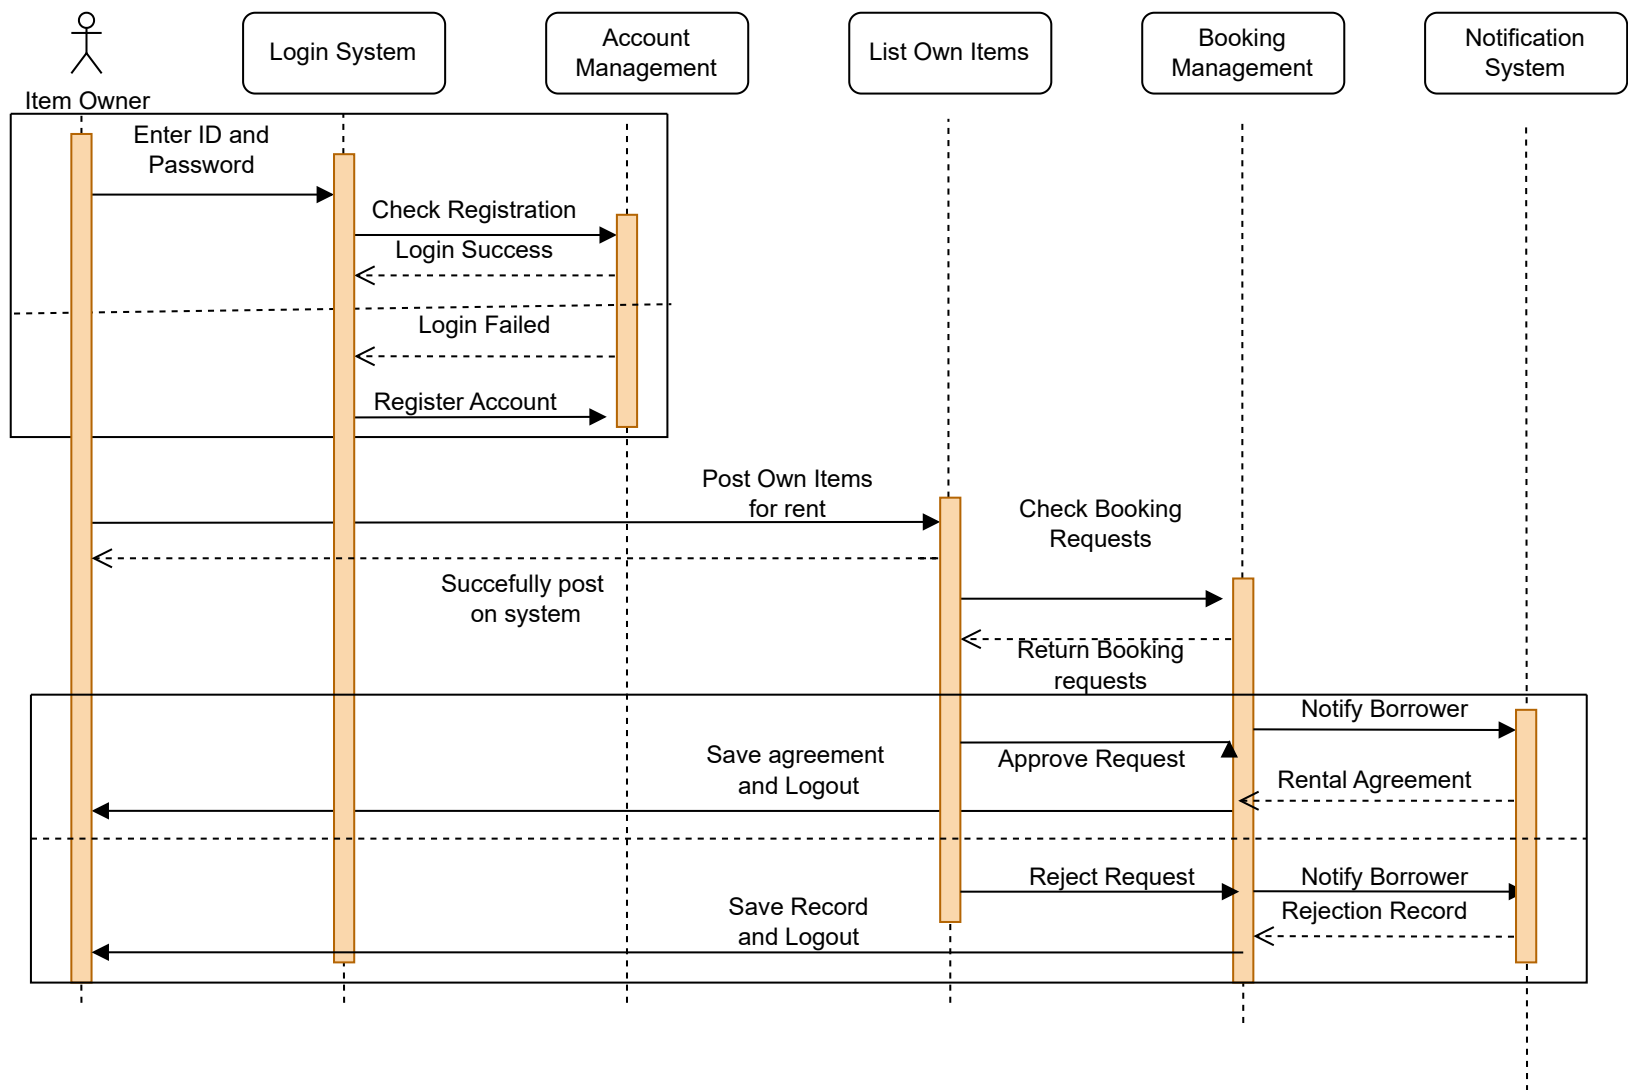 Item Owner
Login System
Account
Management
List Own Items
Booking
Management
Notification
System
Enter ID and
Password
Check Registration
Login Success
Login Failed
Register Account
Post Own Items
for rent
Check Booking
Requests
Succefully post
on system
Return Booking
requests
Notify Borrower
Save agreement
and Logout
Approve Request
Rental Agreement
Reject Request
Notify Borrower
Save Record
and Logout
Rejection Record